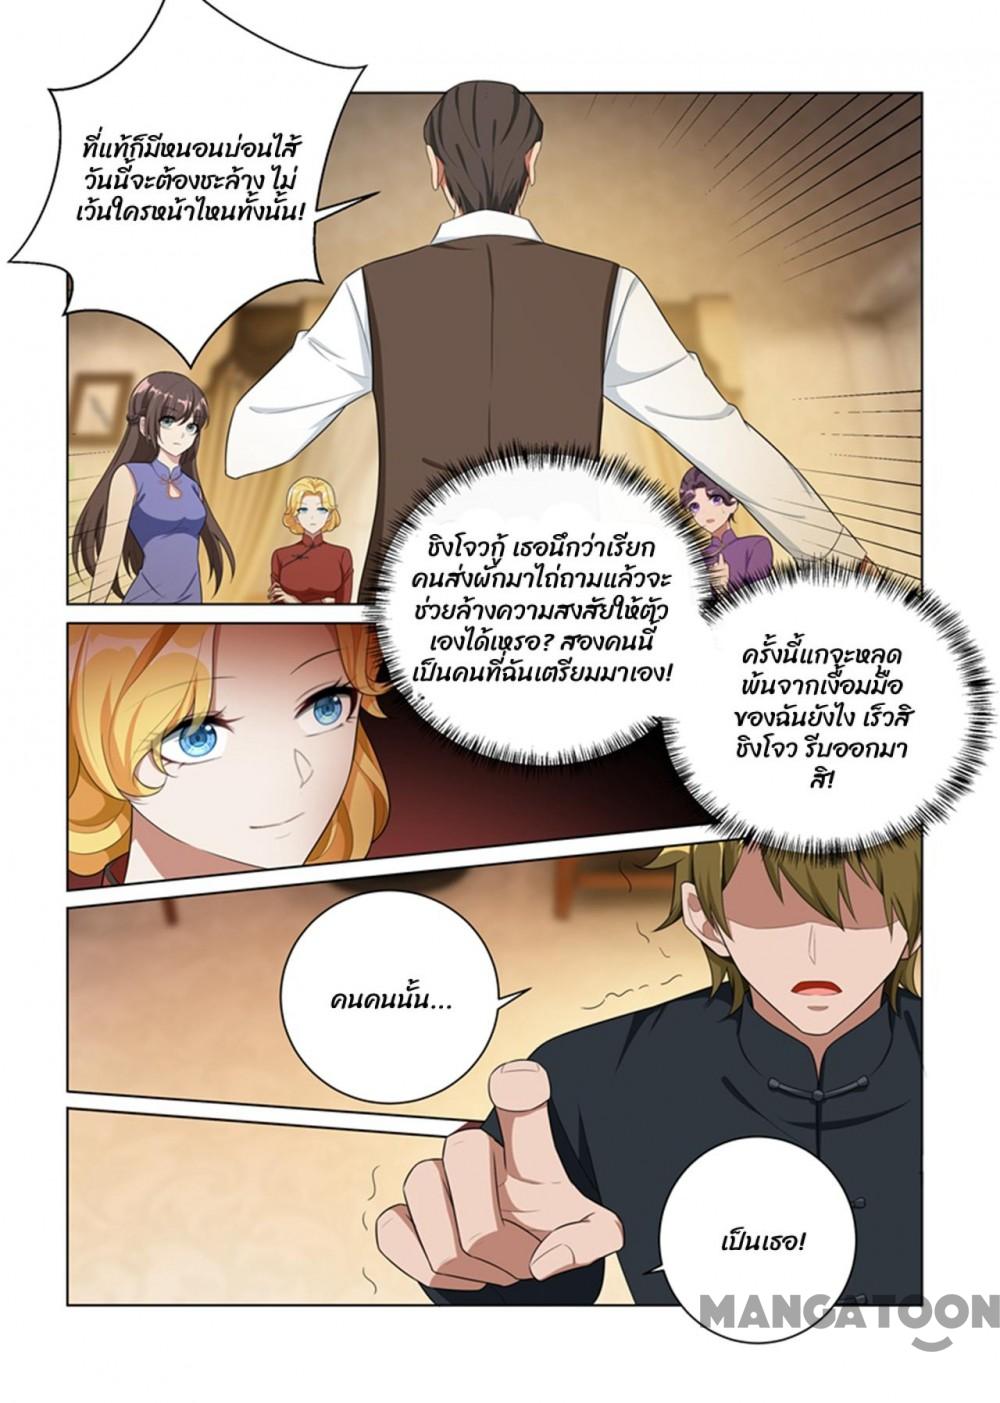 ที่แท้ก็มีหนอนบ่อนไส้
วันนี้จะต้องชะล้าง ไม่
เว้นใครหน้าไหนทั้งนั้น!
ชิงโจวกู้ เธอนึกว่าเรียก
คนส่งผักมาไถ่ถามแล้วจะ
ช่วยล้างความสงสัยให้ตัว
เองได้เหรอ? สองคนนี้
เป็นคนที่ฉันเตรียมมาเอง!
ครั้งนี้แกจะหลุด
พ้นจากเงื้อมมือ
ของฉันยังไง เร็วสิ
ชิงโจว รีบออกมา
สิ!
คนคนนั้น...
เป็นเธอ!
MANGATOON